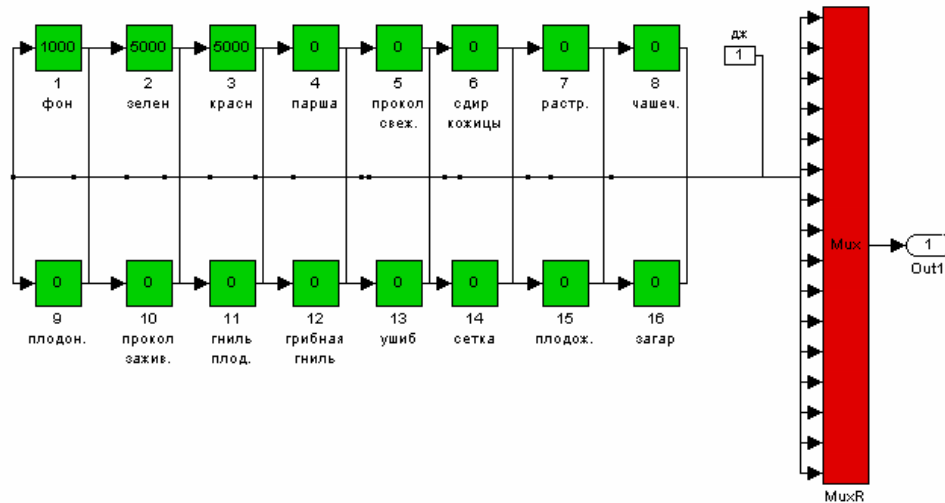 дж
1
1000 5000 5000 0 0 0 0 0
1 2 3 4 5 6 7 8
фон зелен красн парша прокол сдир растр. чашеч.
свеж. кожицы
Mux
1
Out1
0 0 0 0 0 0 0 0
9 10 11 12 13 14 15 16
плодон. прокол гниль грибная ушиб сетка плодож. загар
зажив. плод. гниль
MuxR